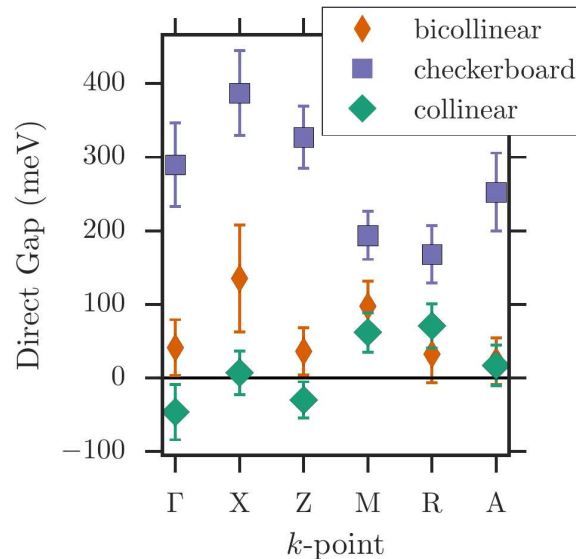 bicollinear
checkerboard
collinear
Direct Gap (meV)
400
300
200
100
0
−100
Γ X Z M R A
k-point